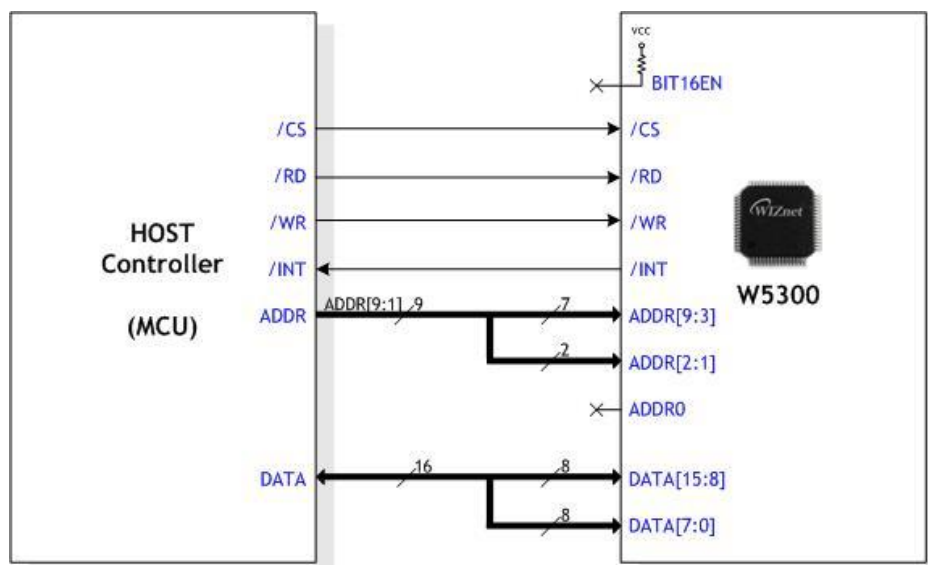 VCC
BIT16EN
/CS
/CS
/RD
/RD
/WR
/WR
HOST
Controller
(MCU)
WIZnet
W5300
/INT
/INT
ADDR
ADDR[9:1]
9
7
ADDR[9:3]
2
ADDR[2:1]
ADDR0
DATA
16
8
DATA[15:8]
8
DATA[7:0]